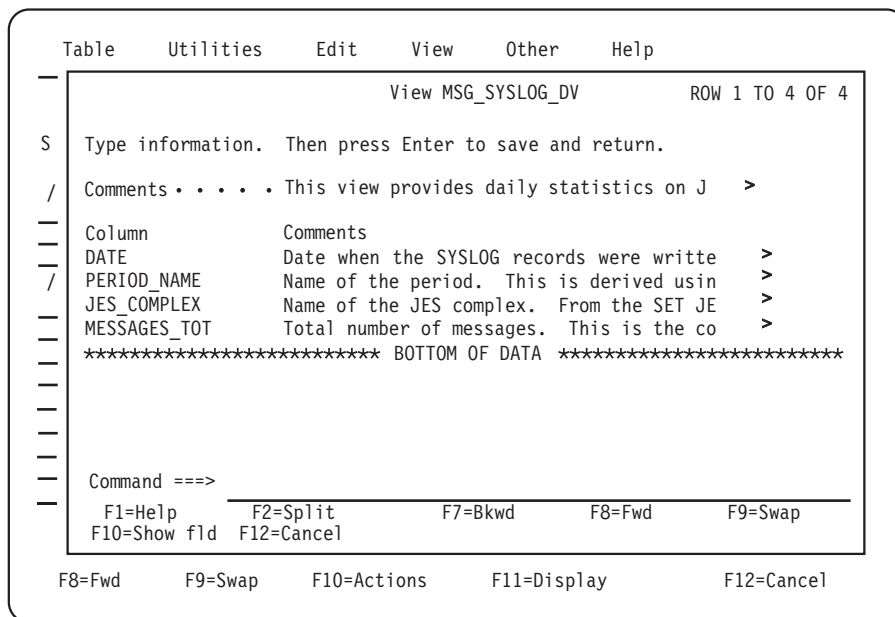 Table Utilities Edit View Other Help
View MSG_SYSLOG_DV ROW 1 TO 4 OF 4
S Type information. Then press Enter to save and return.
/ Comments . . . . . This view provides daily statistics on J >
Column Comments
DATE Date when the SYSLOG records were writte >
/ PERIOD_NAME Name of the period. This is derived usin >
JES_COMPLEX Name of the JES complex. From the SET JE >
MESSAGES_TOT Total number of messages. This is the co >
************************** BOTTOM OF DATA *************************
Command ===>
F1=Help F2=Split F7=Bkwd F8=Fwd F9=Swap
F10=Show fld F12=Cancel
F8=Fwd F9=Swap F10=Actions F11=Display F12=Cancel